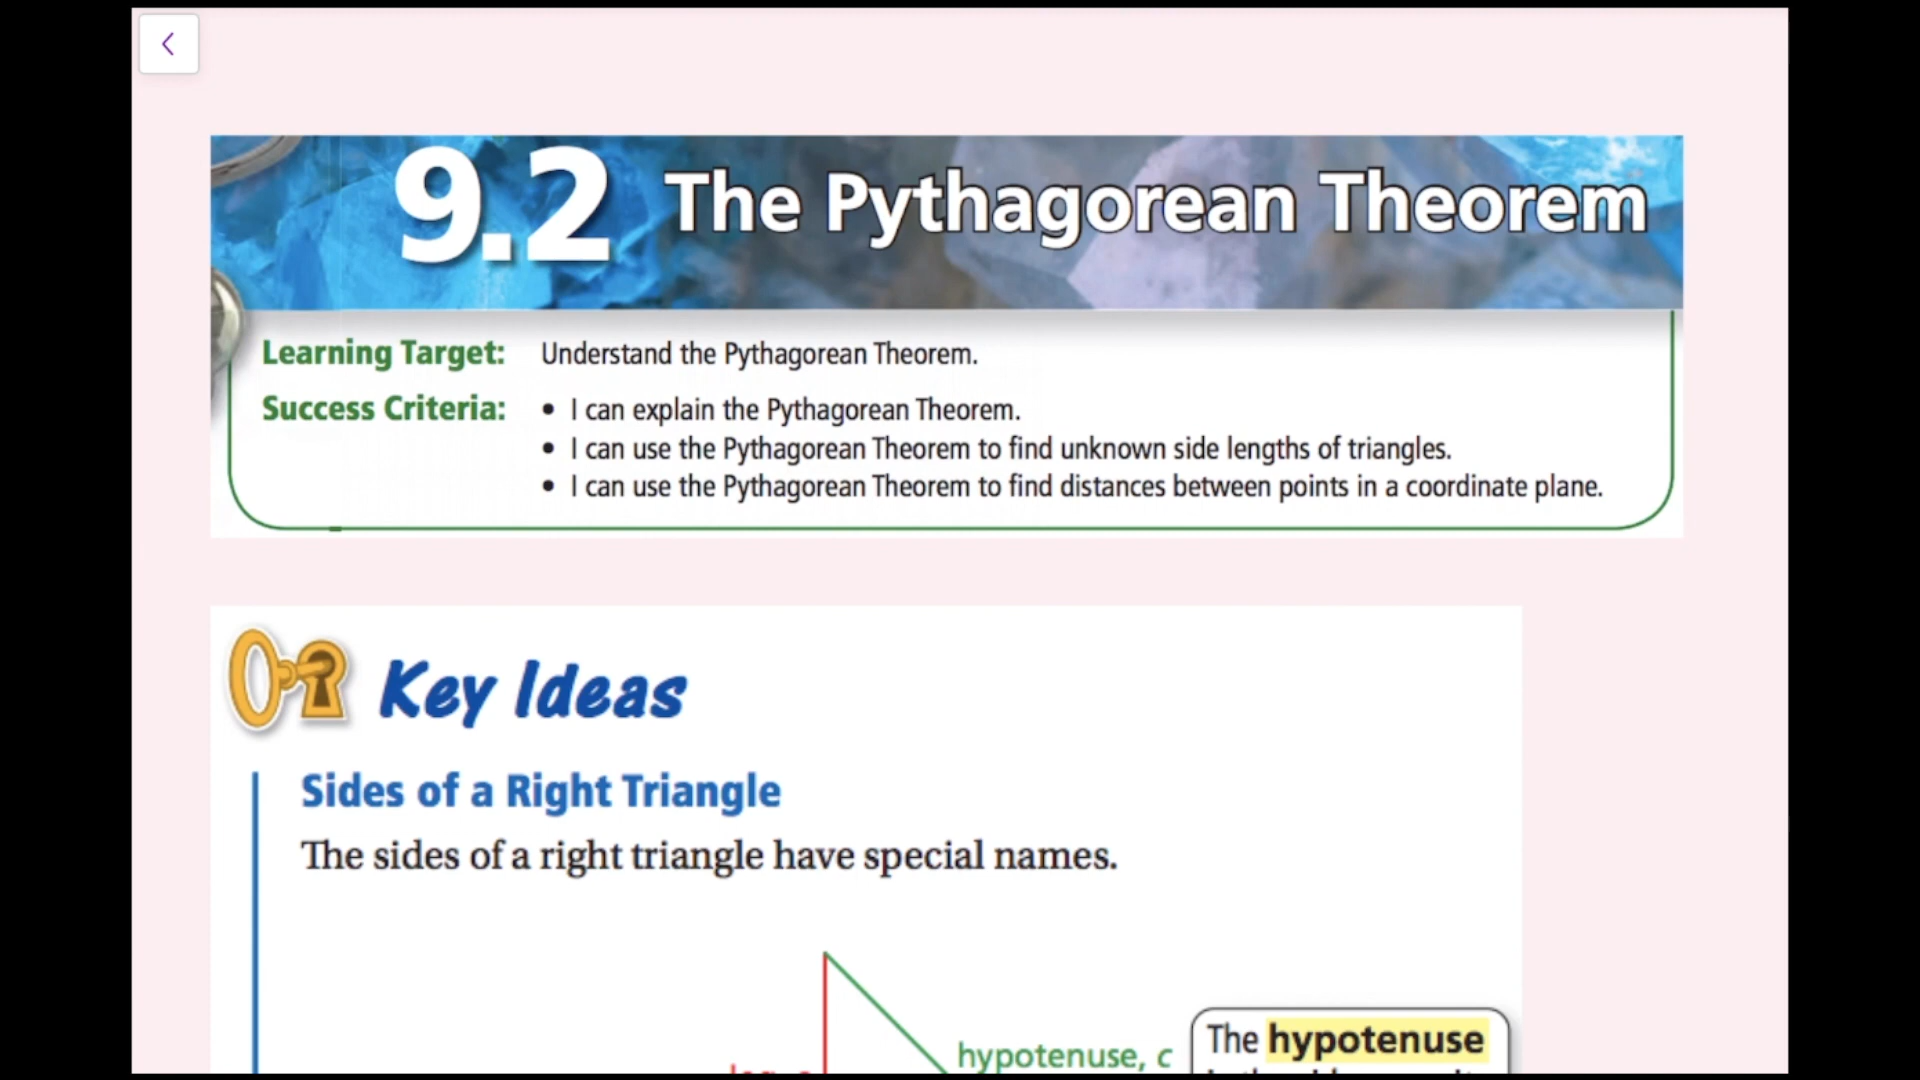 9.2 The Pythagorean Theorem
Learning Target: Understand the Pythagorean Theorem.
Success Criteria: • I can explain the Pythagorean Theorem.
• I can use the Pythagorean Theorem to find unknown side lengths of triangles.
• I can use the Pythagorean Theorem to find distances between points in a coordinate plane.
Key Ideas
Sides of a Right Triangle
The sides of a right triangle have special names.
hypotenuse, c
The hypotenuse